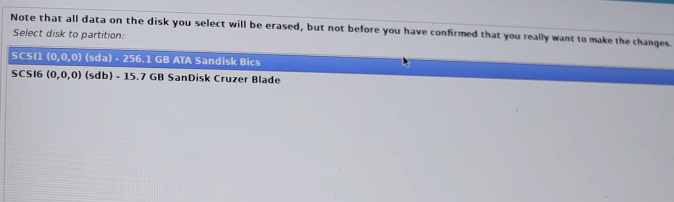 Note that all data on the disk you select will be erased, but not before you have confirmed that you really want to make the changes.
Select disk to partition:
SCSI1 (0,0,0) (sda) - 256.1 GB ATA Sandisk Bics
SCSI6 (0,0,0) (sdb) - 15.7 GB SanDisk Cruzer Blade